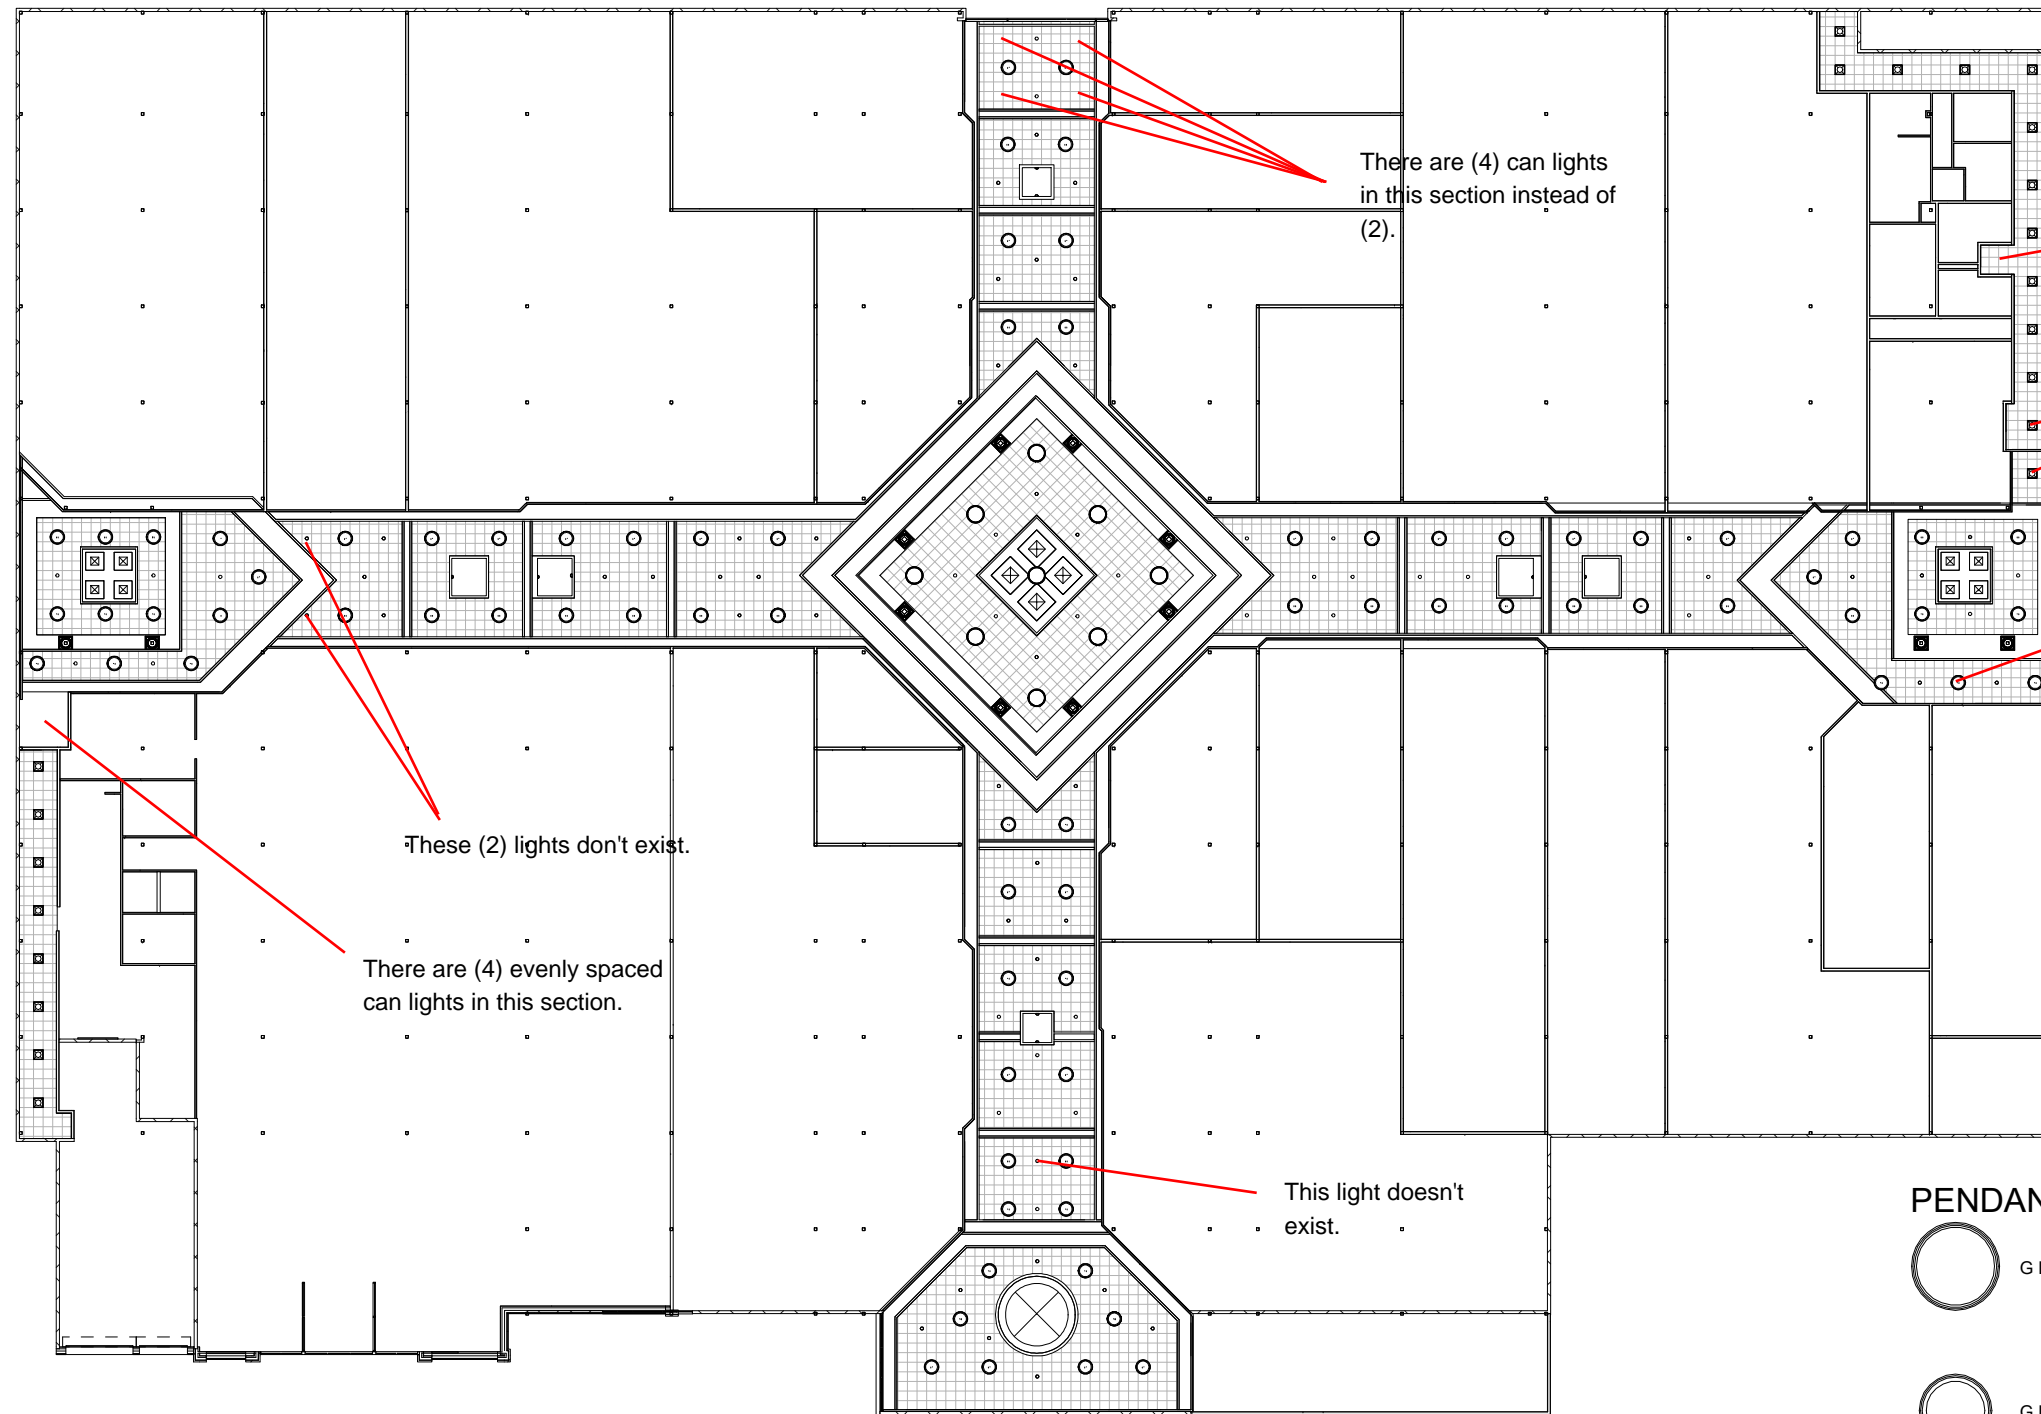 There are (4) can lights
in this section instead of
(2).
These (2) lights don't exist.
There are (4) evenly spaced
can lights in this section.
This light doesn't
exist.
PENDAN
G
G